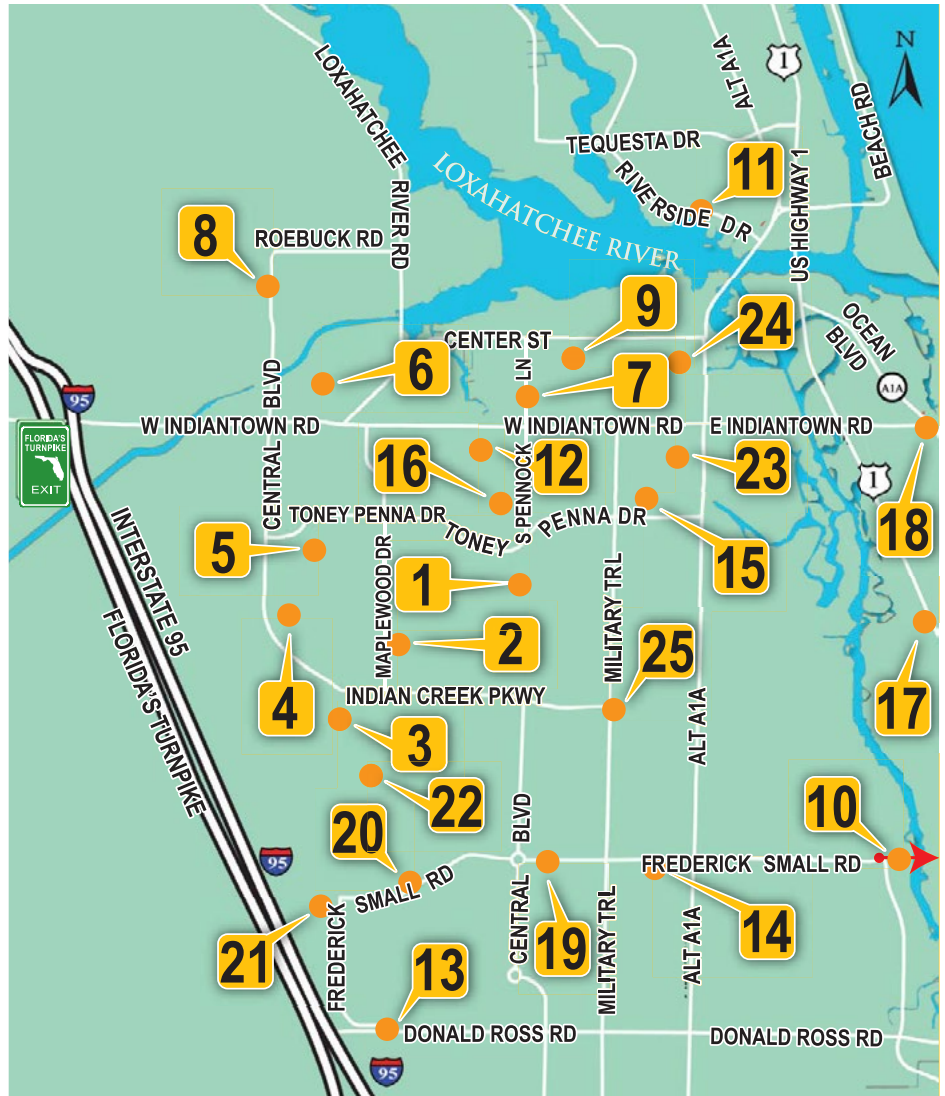 N
1
ALT A1A
LOXAHATCHEE
BEACH RD
TEQUESTA DR
11
RIVERSIDE DR
LOXAHATCHEE RIVER
US HIGHWAY 1
RIVER RD
8
ROEBUCK RD
9
24
OCEAN
BLVD
CENTER ST
6
LN
7
A1A
95
CENTRAL BLVD
W INDIANTOWN RD
W INDIANTOWN RD
E INDIANTOWN RD
FLORIDA'S
TURNPIKE
EXIT
16
12
S PENNOCK
23
1
18
TONEY PENNA DR
TONEY
PENNA DR
5
15
INTERSTATE 95
FLORIDA'S TURNPIKE
MAPLEWOOD DR
1
MILITARY TRL
2
25
4
INDIAN CREEK PKWY
17
3
ALT A1A
22
20
10
CENTRAL BLVD
95
FREDERICK SMALL RD
FREDERICK SMALL RD
21
19
14
MILITARY TRL
ALT A1A
13
DONALD ROSS RD
DONALD ROSS RD
95